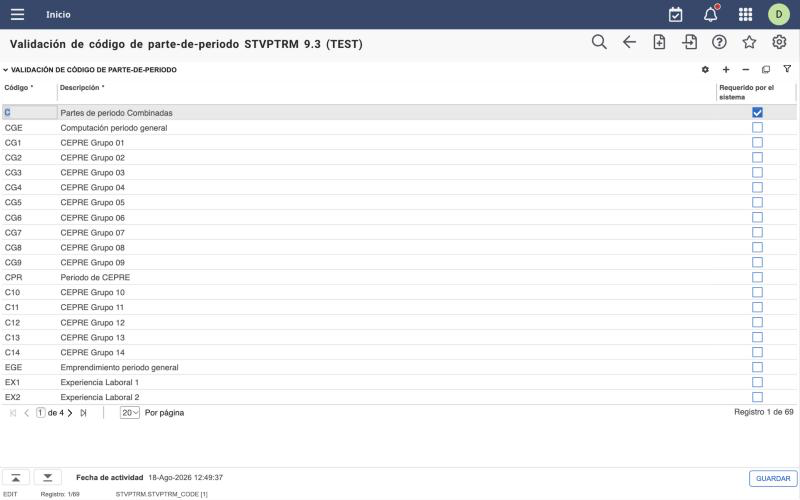 Inicio
D
Validación de código de parte-de-periodo STVPTRM 9.3 (TEST)
VALIDACIÓN DE CÓDIGO DE PARTE-DE-PERIODO
Código * Descripción * Requerido por el sistema
C Partes de periodo Combinadas
CGE Computación periodo general
CG1 CEPRE Grupo 01
CG2 CEPRE Grupo 02
CG3 CEPRE Grupo 03
CG4 CEPRE Grupo 04
CG5 CEPRE Grupo 05
CG6 CEPRE Grupo 06
CG7 CEPRE Grupo 07
CG8 CEPRE Grupo 08
CG9 CEPRE Grupo 09
CPR Periodo de CEPRE
C10 CEPRE Grupo 10
C11 CEPRE Grupo 11
C12 CEPRE Grupo 12
C13 CEPRE Grupo 13
C14 CEPRE Grupo 14
EGE Emprendimiento periodo general
EX1 Experiencia Laboral 1
EX2 Experiencia Laboral 2
1 de 4 20 Por página Registro 1 de 69
Fecha de actividad 18-Ago-2026 12:49:37 GUARDAR
EDIT Registro: 1/69 STVPTRM.STVPTRM_CODE [1]